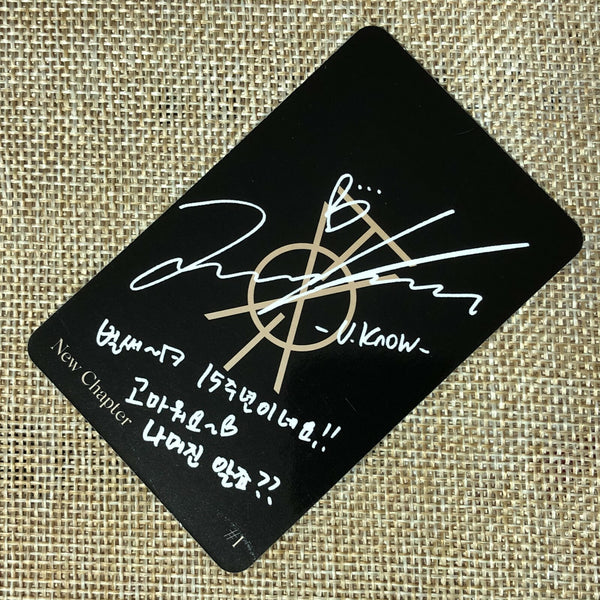 -U.Know-
벌써~ 15주년이네요!!
고마워요~
나머진 알죠??
New Chapter
#1